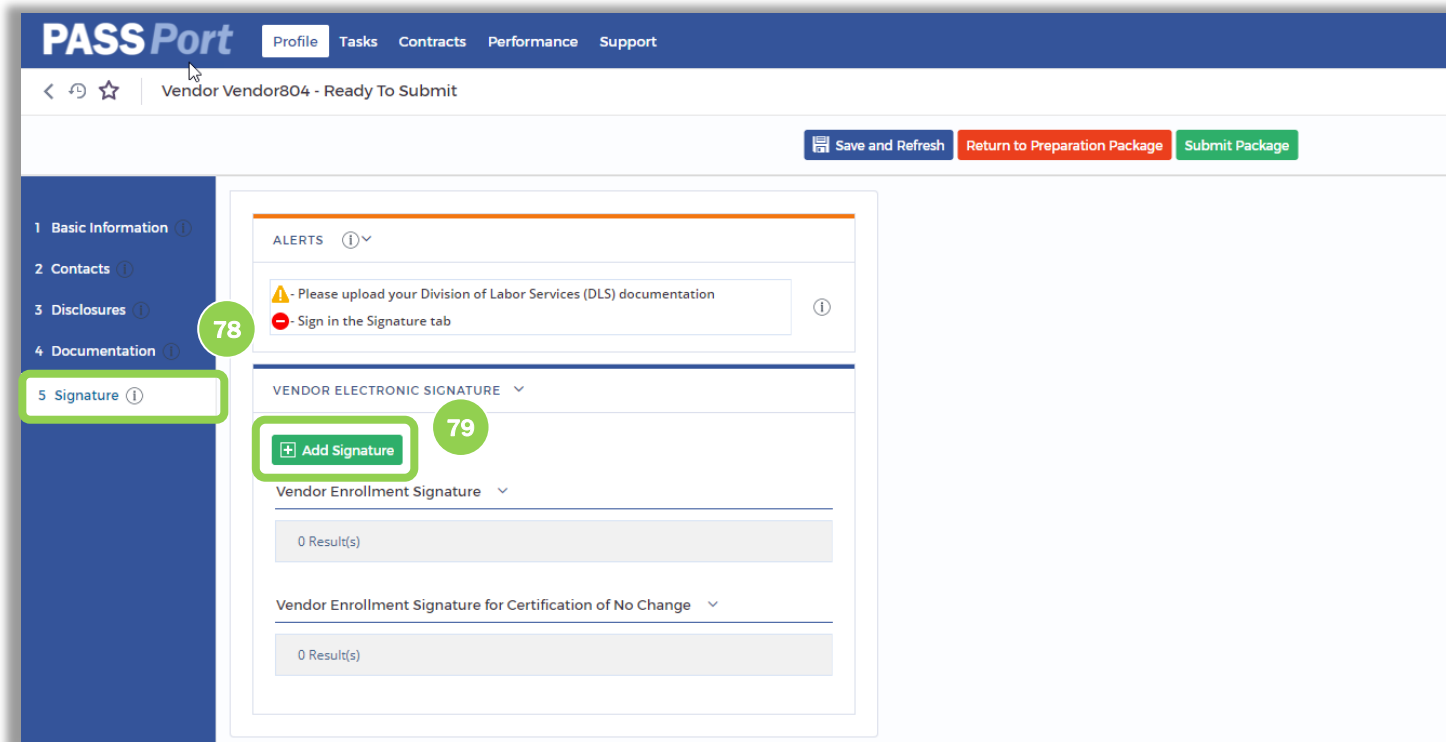 PASSPort Profile Tasks Contracts Performance Support
Vendor Vendor804 - Ready To Submit
Save and Refresh Return to Preparation Package Submit Package
1 Basic Information
2 Contacts
3 Disclosures
4 Documentation
5 Signature
78
ALERTS
- Please upload your Division of Labor Services (DLS) documentation
- Sign in the Signature tab
VENDOR ELECTRONIC SIGNATURE
79
Add Signature
Vendor Enrollment Signature
0 Result(s)
Vendor Enrollment Signature for Certification of No Change
0 Result(s)